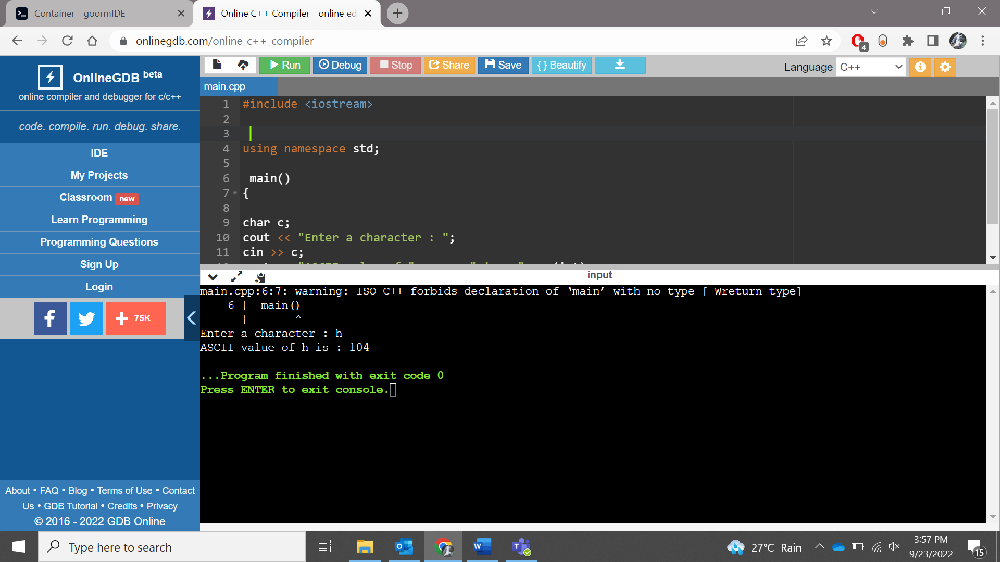 Container - goormIDE
Online C++ Compiler - online ed
onlinegdb.com/online_c++_compiler
4
OnlineGDB beta
online compiler and debugger for c/c++
code. compile. run. debug. share.
IDE
My Projects
Classroom new
Learn Programming
Programming Questions
Sign Up
Login
+ 75K
About • FAQ • Blog • Terms of Use • Contact
Us • GDB Tutorial • Credits • Privacy
© 2016 - 2022 GDB Online
Run Debug Stop Share Save { } Beautify
Language C++
main.cpp
1 #include <iostream>
2
3
4 using namespace std;
5
6 main()
7 {
8
9 char c;
10 cout << "Enter a character : ";
11 cin >> c;
input
main.cpp:6:7: warning: ISO C++ forbids declaration of ‘main’ with no type [-Wreturn-type]
6 | main()
| ^
Enter a character : h
ASCII value of h is : 104
...Program finished with exit code 0
Press ENTER to exit console.
Type here to search
27°C Rain
3:57 PM
9/23/2022
15